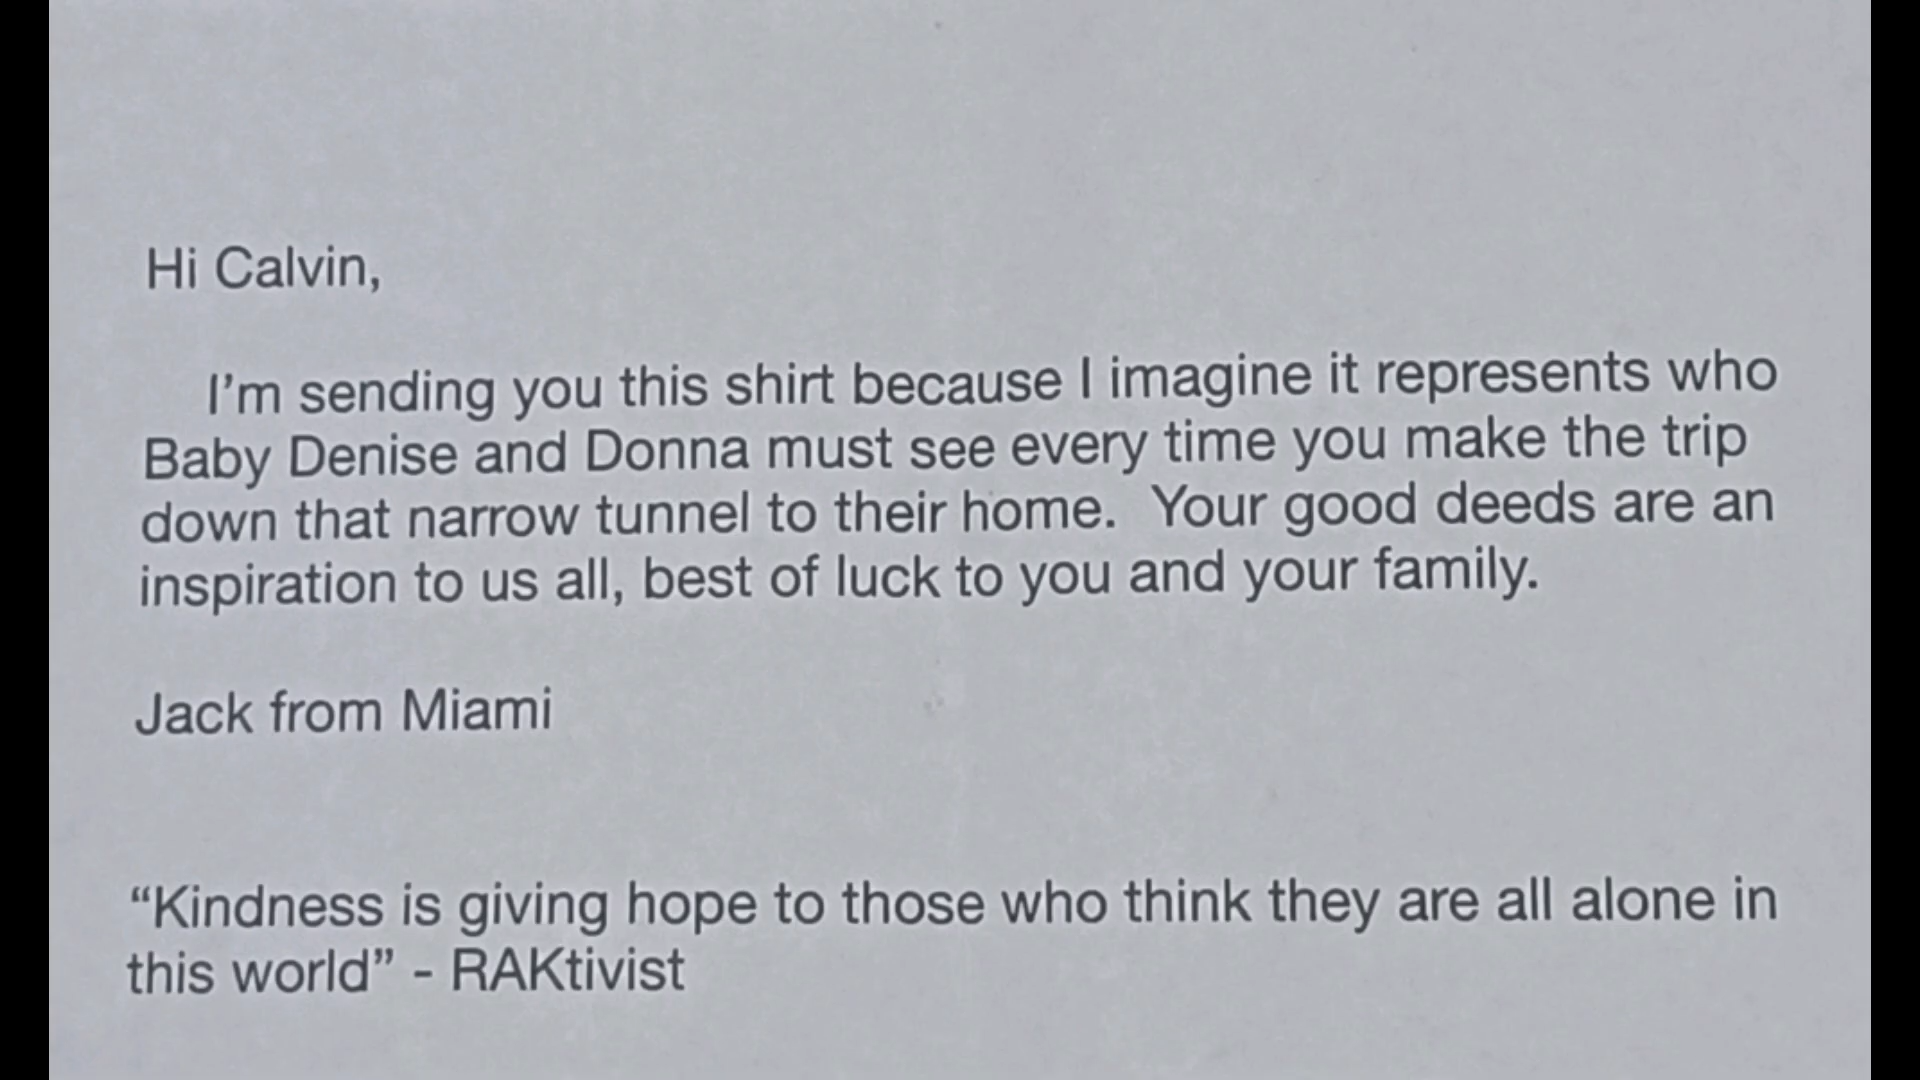 Hi Calvin,
I’m sending you this shirt because I imagine it represents who
Baby Denise and Donna must see every time you make the trip
down that narrow tunnel to their home.  Your good deeds are an
inspiration to us all, best of luck to you and your family.
Jack from Miami
“Kindness is giving hope to those who think they are all alone in
this world” - RAKtivist